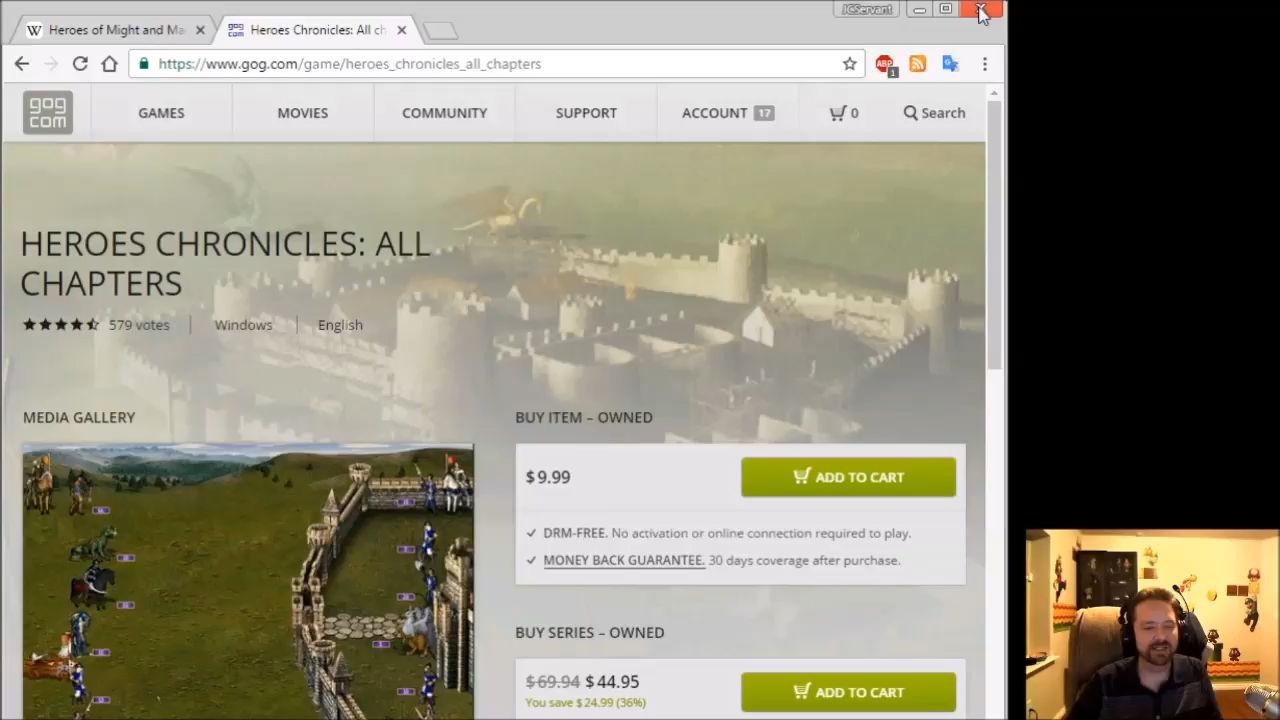 JCServant
Heroes of Might and Ma
Heroes Chronicles: All ch
https://www.gog.com/game/heroes_chronicles_all_chapters
ABP
1
gog
com
GAMES
MOVIES
COMMUNITY
SUPPORT
ACCOUNT 17
0
Search
HEROES CHRONICLES: ALL
CHAPTERS
579 votes
Windows
English
MEDIA GALLERY
BUY ITEM – OWNED
$9.99
ADD TO CART
DRM-FREE. No activation or online connection required to play.
MONEY BACK GUARANTEE. 30 days coverage after purchase.
BUY SERIES – OWNED
$69.94 $44.95
You save $24.99 (36%)
ADD TO CART